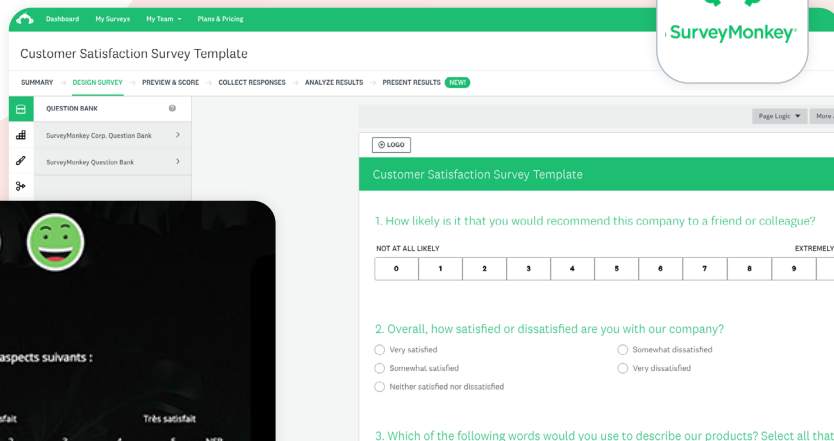 SurveyMonkey®
Dashboard My Surveys My Team Plans & Pricing
Customer Satisfaction Survey Template
SUMMARY → DESIGN SURVEY → PREVIEW & SCORE → COLLECT RESPONSES → ANALYZE RESULTS → PRESENT RESULTS NEW!
QUESTION BANK
SurveyMonkey Corp. Question Bank
SurveyMonkey Question Bank
Page Logic More
LOGO
Customer Satisfaction Survey Template
1. How likely is it that you would recommend this company to a friend or colleague?
NOT AT ALL LIKELY EXTREMELY
0 1 2 3 4 5 6 7 8 9
2. Overall, how satisfied or dissatisfied are you with our company?
Very satisfied Somewhat dissatisfied
Somewhat satisfied Very dissatisfied
Neither satisfied nor dissatisfied
3. Which of the following words would you use to describe our products? Select all that
aspects suivants :
Très satisfait